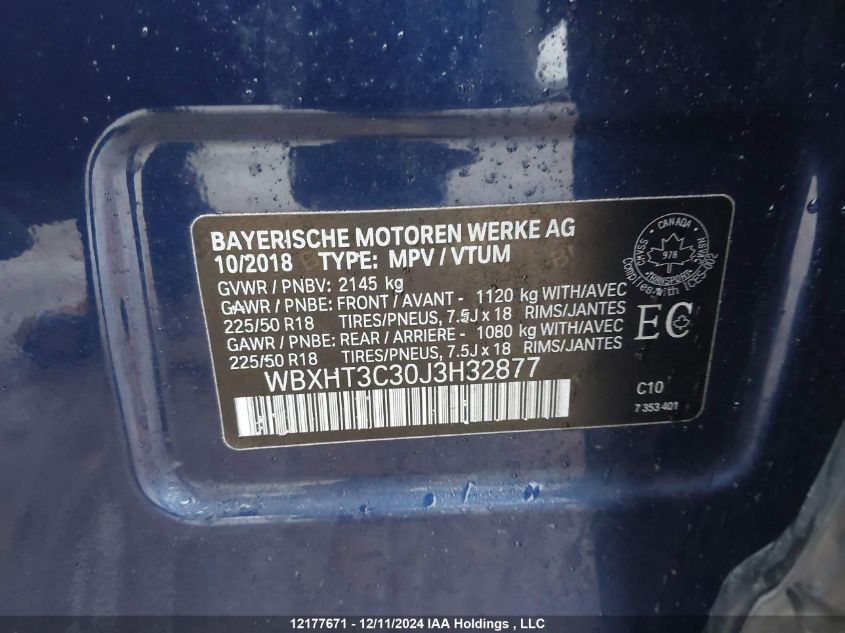 BAYERISCHE MOTOREN WERKE AG
10/2018 TYPE: MPV / VTUM
GVWR / PNBV: 2145 kg
GAWR / PNBE: FRONT / AVANT - 1120 kg WITH/AVEC
225/50 R18 TIRES/PNEUS, 7.5J x 18 RIMS/JANTES
GAWR / PNBE: REAR / ARRIERE - 1080 kg WITH/AVEC
225/50 R18 TIRES/PNEUS, 7.5J x 18 RIMS/JANTES
WBXHT3C30J3H32877
CANADA
978
TRANSPORT
EC
C10
7 353 401
12177671 - 12/11/2024 IAA Holdings , LLC